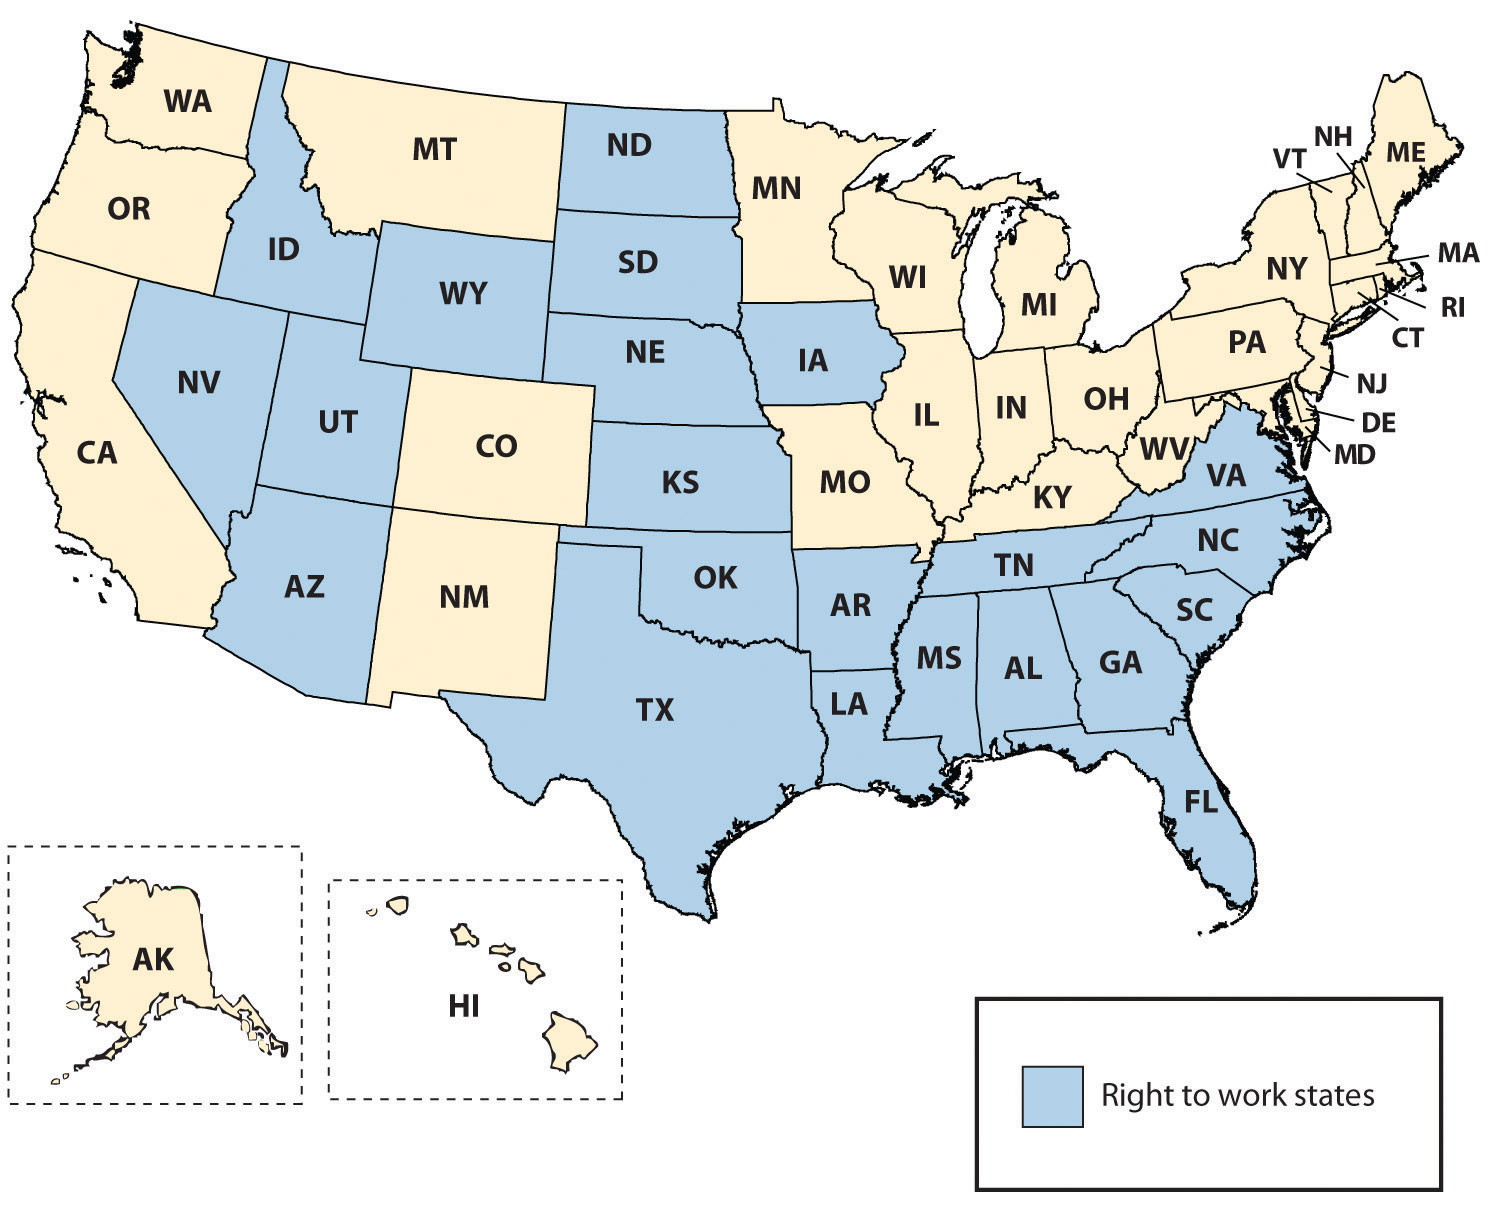 WA
MT
ND
MN
OR
ID
WY
SD
WI
MI
NY
VT
NH
ME
MA
RI
CT
NJ
DE
MD
PA
NV
UT
CO
NE
IA
IL
IN
OH
WV
VA
CA
KS
MO
KY
AZ
NM
OK
AR
TN
NC
SC
TX
LA
MS
AL
GA
FL
AK
HI
Right to work states